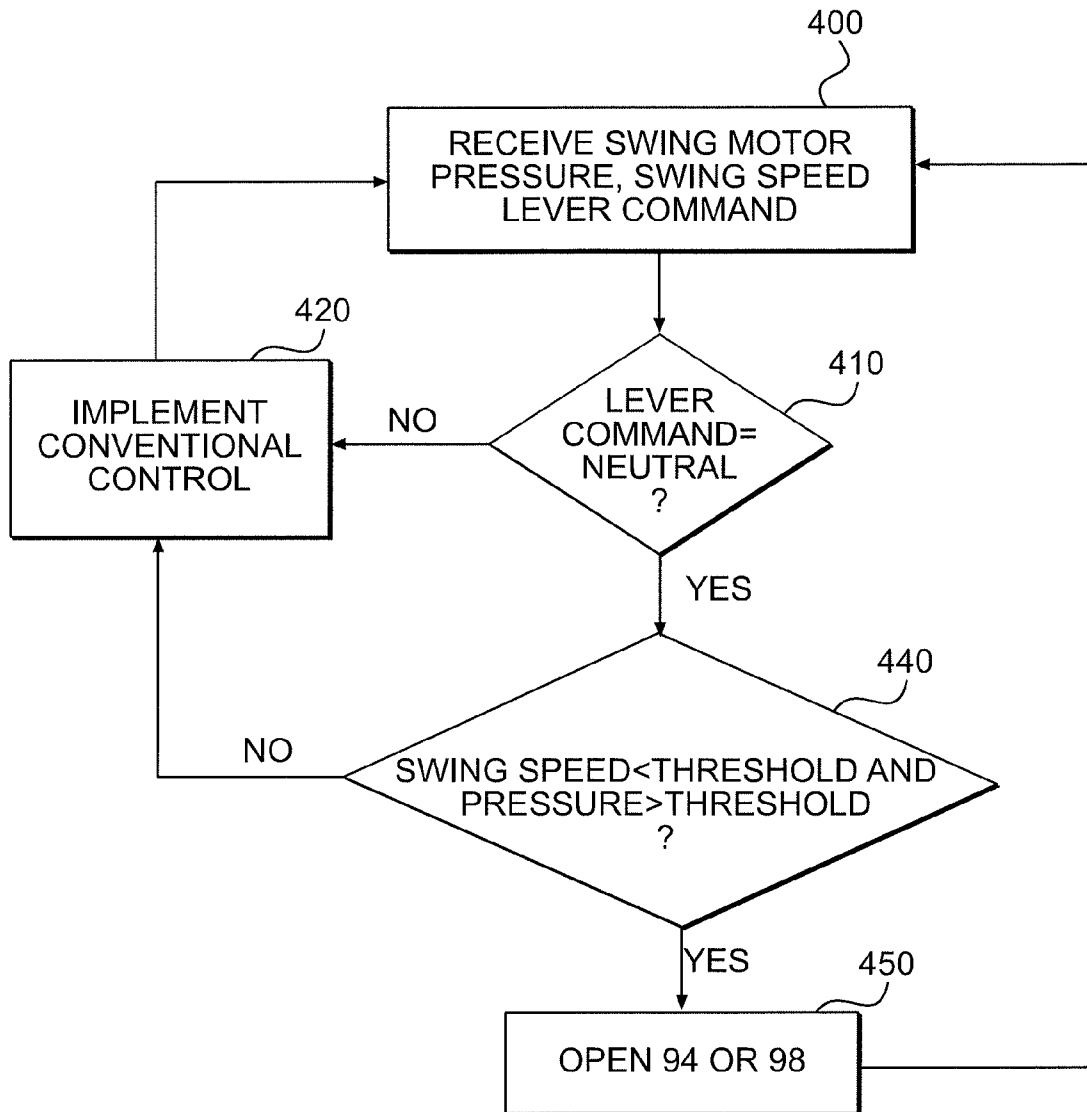 400
RECEIVE SWING MOTOR
PRESSURE, SWING SPEED
LEVER COMMAND
420
410
IMPLEMENT
CONVENTIONAL
CONTROL
NO
LEVER
COMMAND=
NEUTRAL
?
YES
440
NO
SWING SPEED<THRESHOLD AND
PRESSURE>THRESHOLD
?
YES
450
OPEN 94 OR 98